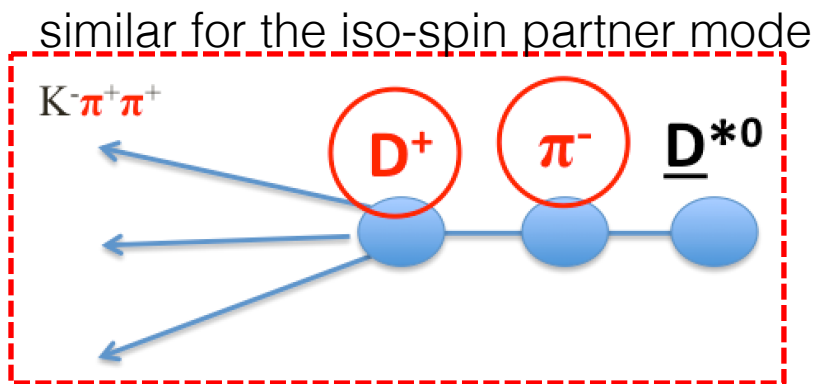 similar for the iso-spin partner mode
K⁻π⁺π⁺
D⁺ π⁻ D*⁰